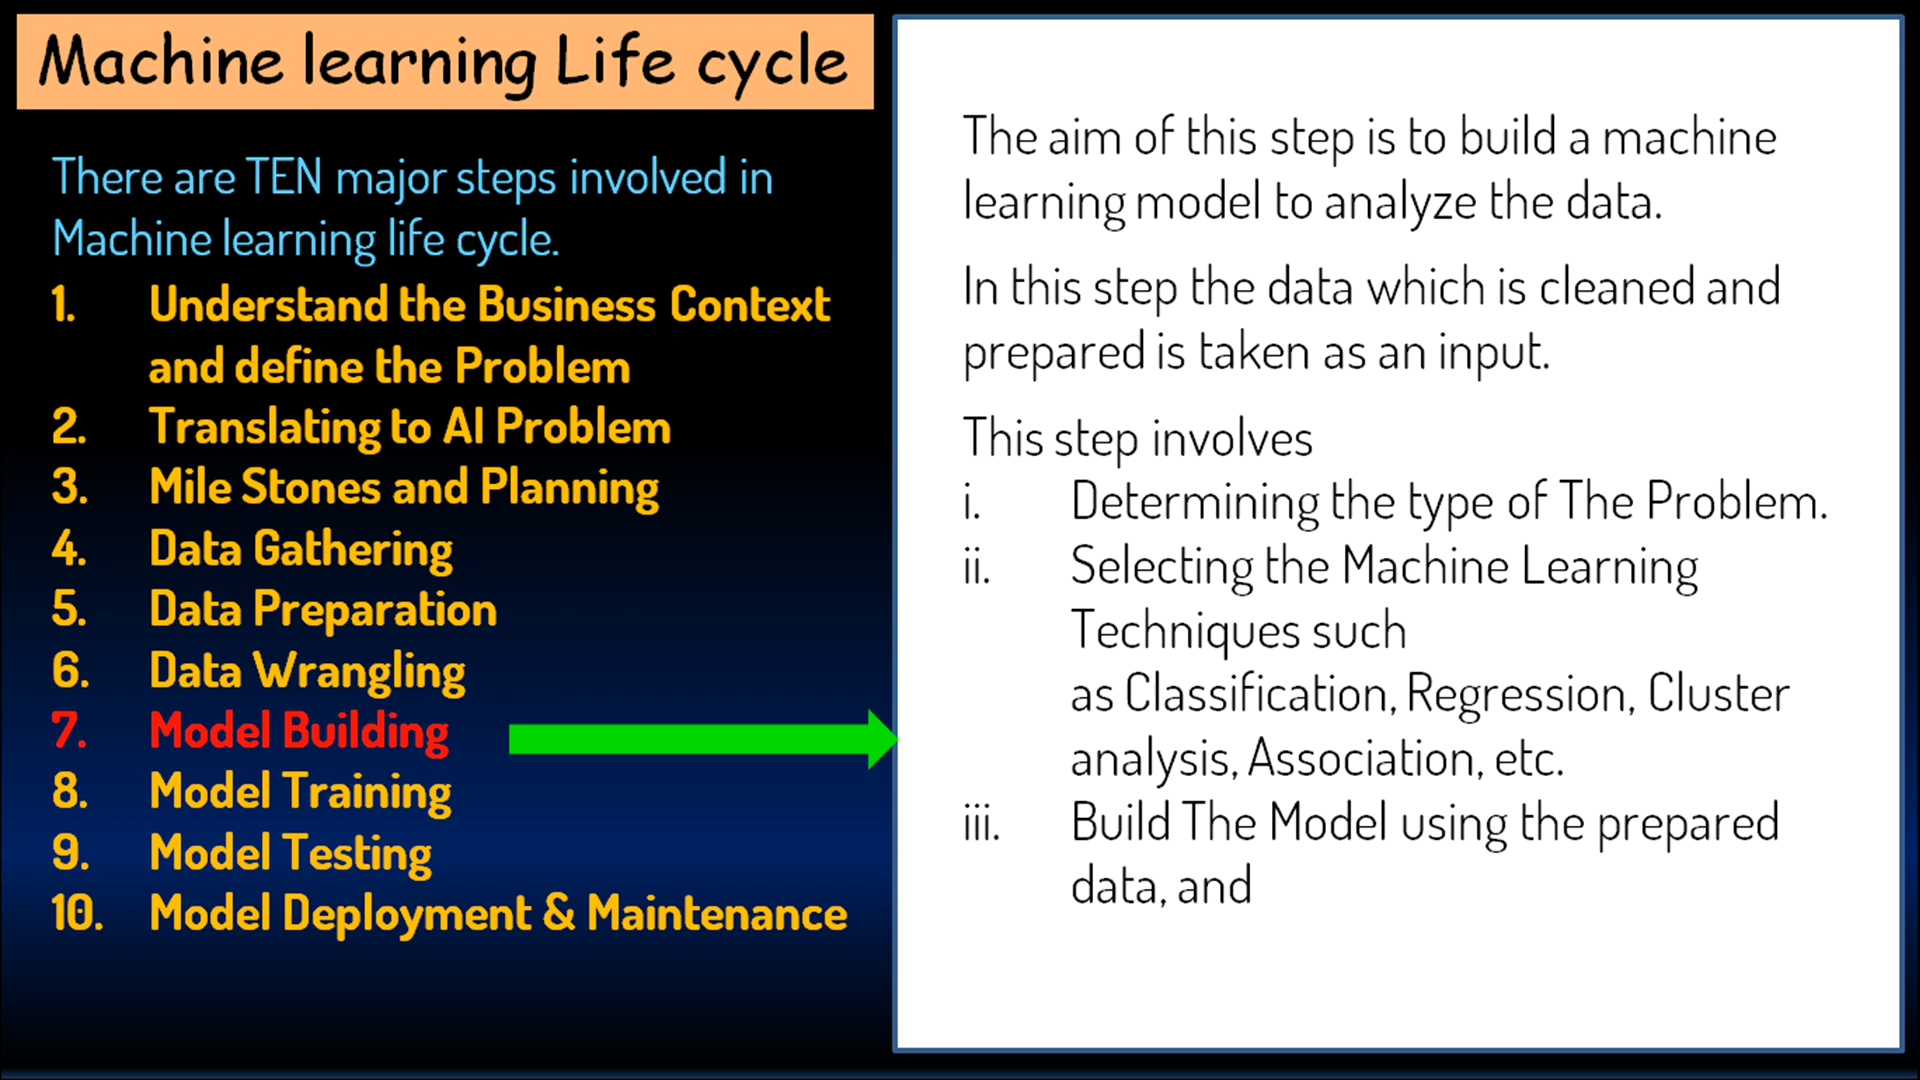 Machine learning Life cycle
There are TEN major steps involved in
Machine learning life cycle.
1. Understand the Business Context
and define the Problem
2. Translating to AI Problem
3. Mile Stones and Planning
4. Data Gathering
5. Data Preparation
6. Data Wrangling
7. Model Building
8. Model Training
9. Model Testing
10. Model Deployment & Maintenance
The aim of this step is to build a machine
learning model to analyze the data.
In this step the data which is cleaned and
prepared is taken as an input.
This step involves
i. Determining the type of The Problem.
ii. Selecting the Machine Learning
Techniques such
as Classification, Regression, Cluster
analysis, Association, etc.
iii. Build The Model using the prepared
data, and